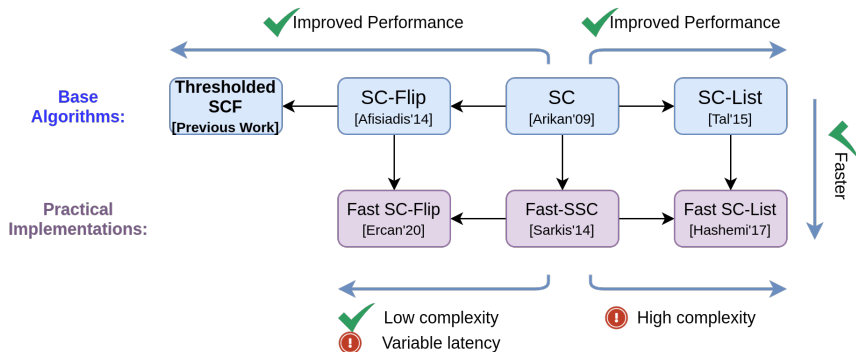 Improved Performance
Improved Performance
Base
Algorithms:
Thresholded
SCF
[Previous Work]
SC-Flip
[Afisiadis'14]
SC
[Arikan'09]
SC-List
[Tal'15]
Faster
Practical
Implementations:
Fast SC-Flip
[Ercan'20]
Fast-SSC
[Sarkis'14]
Fast SC-List
[Hashemi'17]
Low complexity
Variable latency
High complexity